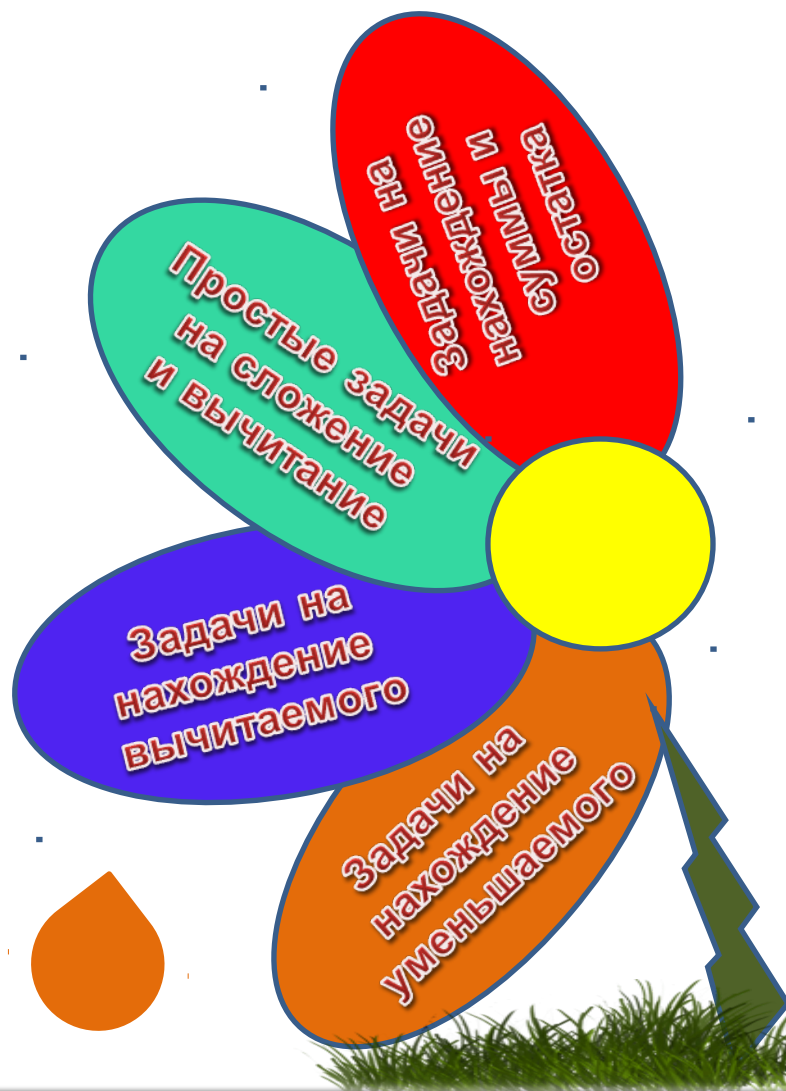 Задачи на
нахождение
суммы и
остатка
Простые задачи
на сложение
и вычитание
Задачи на
нахождение
вычитаемого
Задачи на
нахождение
уменьшаемого